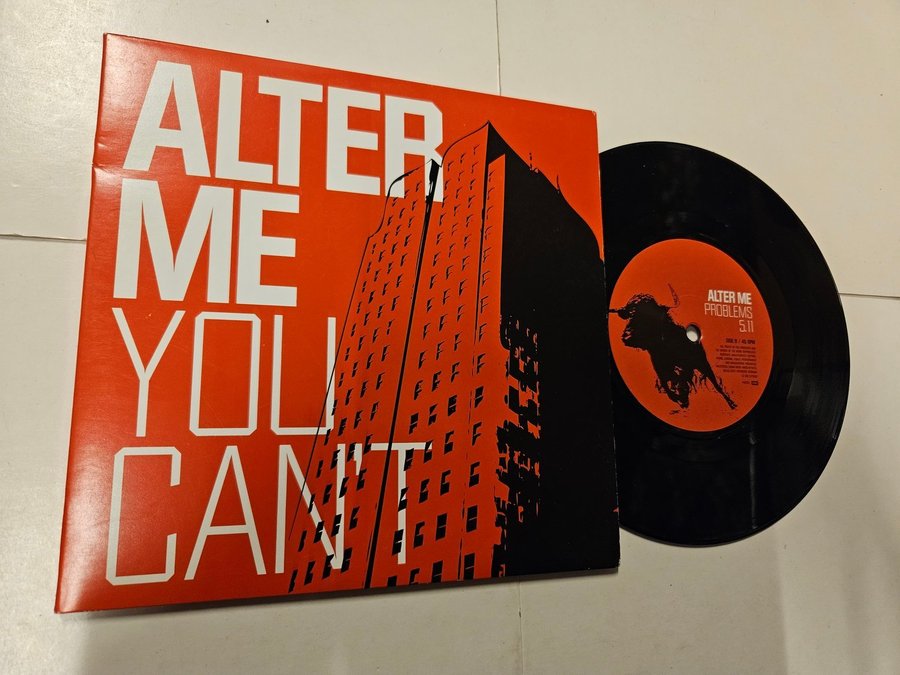 ALTER
ME
YOU
CAN'T
ALTER ME
PROBLEMS
5.11